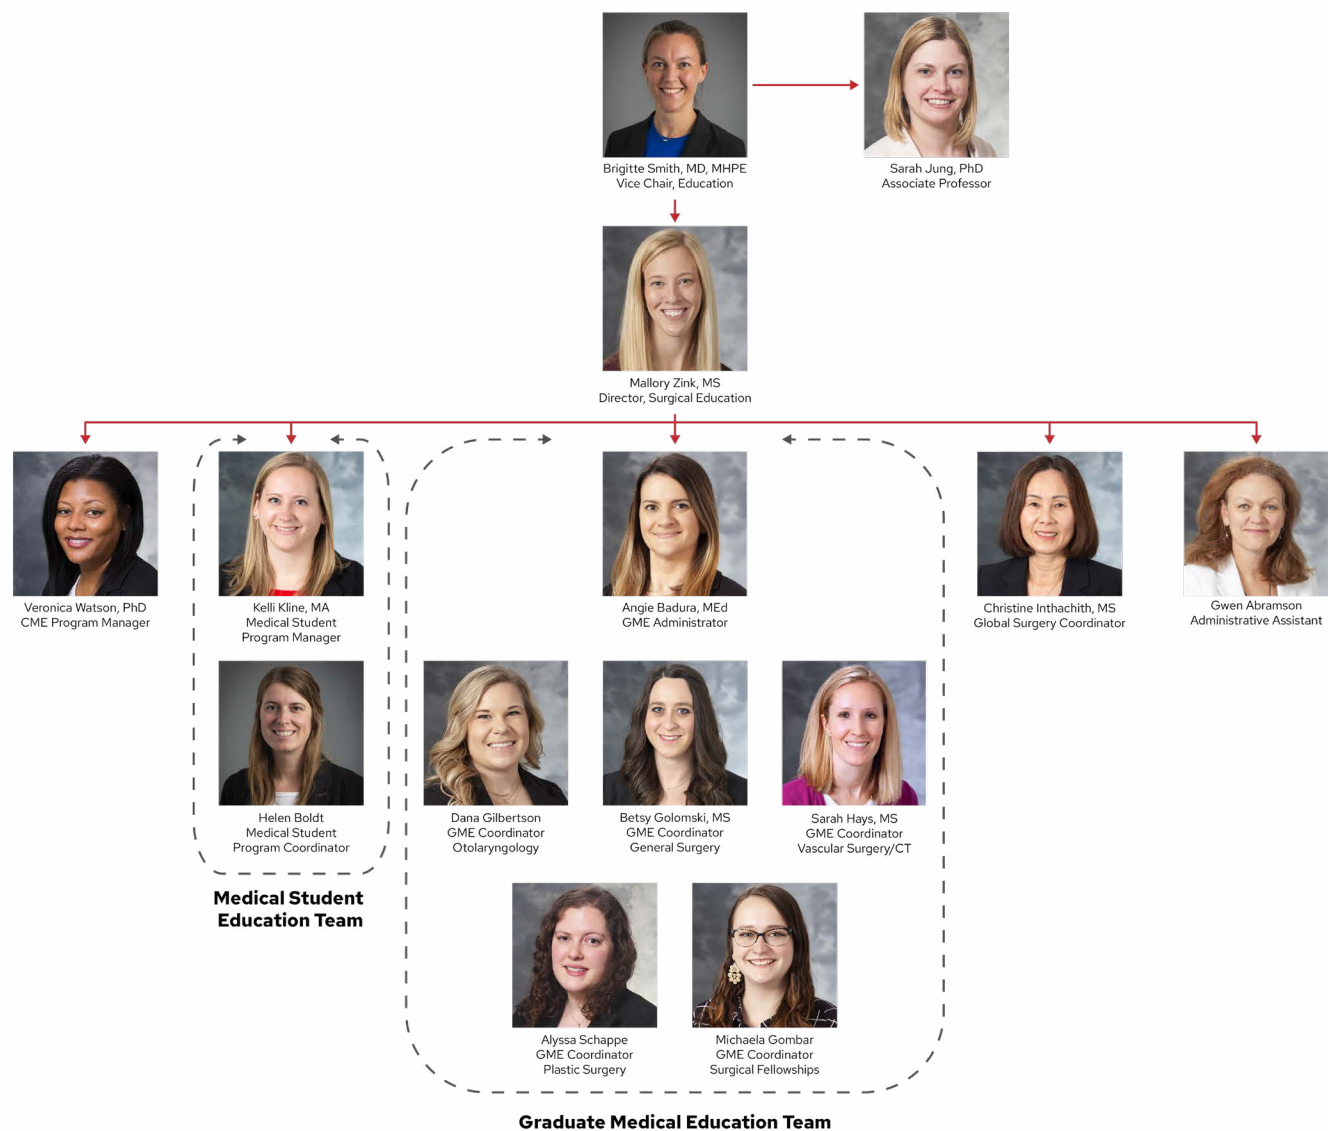 Brigitte Smith, MD, MHPE
Vice Chair, Education
Sarah Jung, PhD
Associate Professor
Mallory Zink, MS
Director, Surgical Education
Veronica Watson, PhD
CME Program Manager
Kelli Kline, MA
Medical Student
Program Manager
Angie Badura, MEd
GME Administrator
Christine Inthachith, MS
Global Surgery Coordinator
Gwen Abramson
Administrative Assistant
Helen Boldt
Medical Student
Program Coordinator
Dana Gilbertson
GME Coordinator
Otolaryngology
Betsy Golomski, MS
GME Coordinator
General Surgery
Sarah Hays, MS
GME Coordinator
Vascular Surgery/CT
Medical Student
Education Team
Alyssa Schappe
GME Coordinator
Plastic Surgery
Michaela Gombar
GME Coordinator
Surgical Fellowships
Graduate Medical Education Team